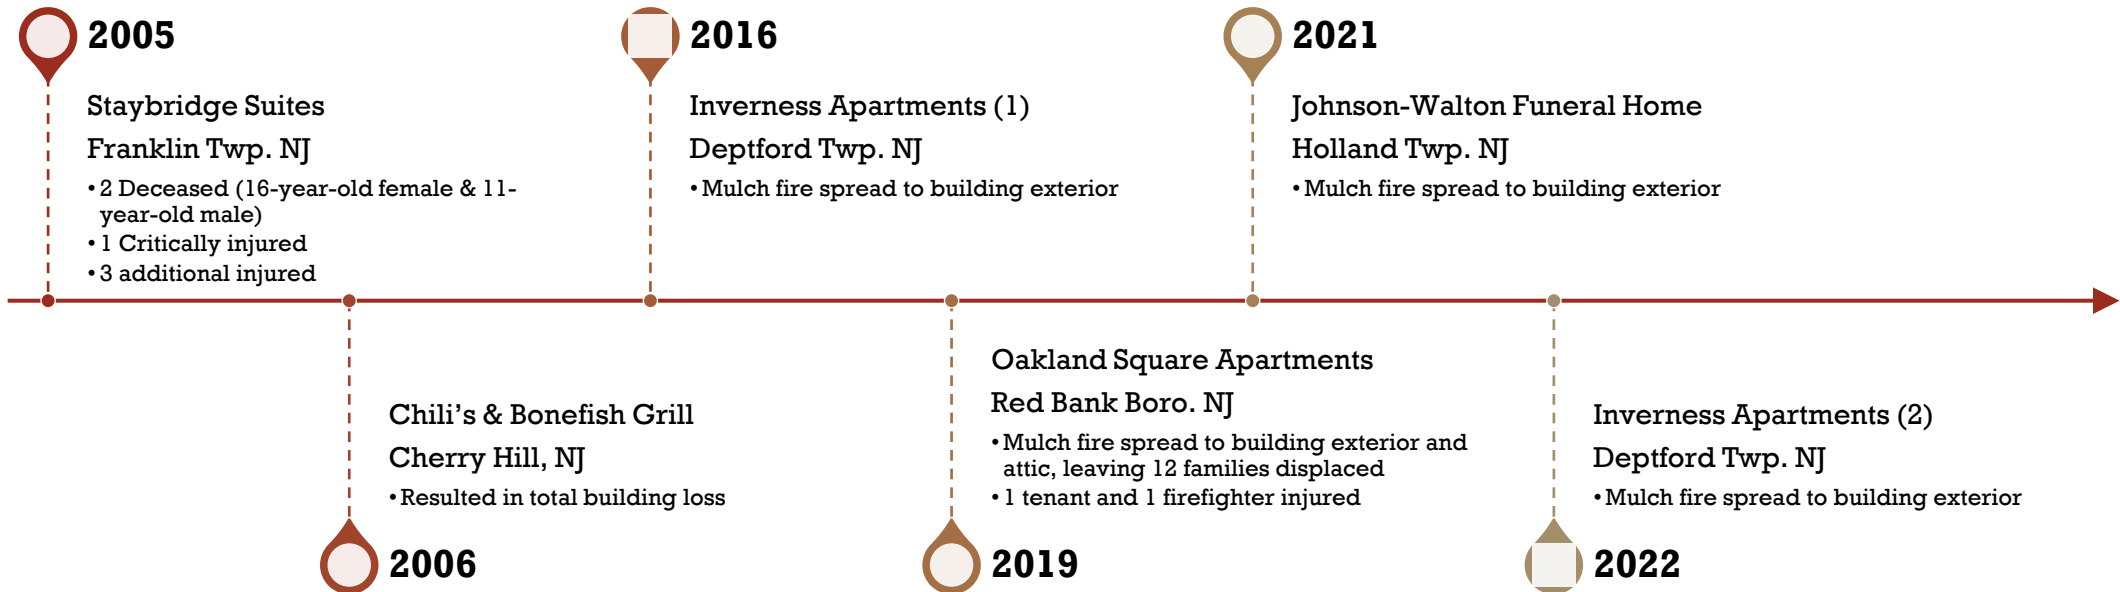 2005
Staybridge Suites
Franklin Twp. NJ
• 2 Deceased (16-year-old female & 11-
year-old male)
• 1 Critically injured
• 3 additional injured
2016
Inverness Apartments (1)
Deptford Twp. NJ
• Mulch fire spread to building exterior
2021
Johnson-Walton Funeral Home
Holland Twp. NJ
• Mulch fire spread to building exterior
Chili’s & Bonefish Grill
Cherry Hill, NJ
• Resulted in total building loss
2006
Oakland Square Apartments
Red Bank Boro. NJ
• Mulch fire spread to building exterior and
attic, leaving 12 families displaced
• 1 tenant and 1 firefighter injured
2019
Inverness Apartments (2)
Deptford Twp. NJ
• Mulch fire spread to building exterior
2022